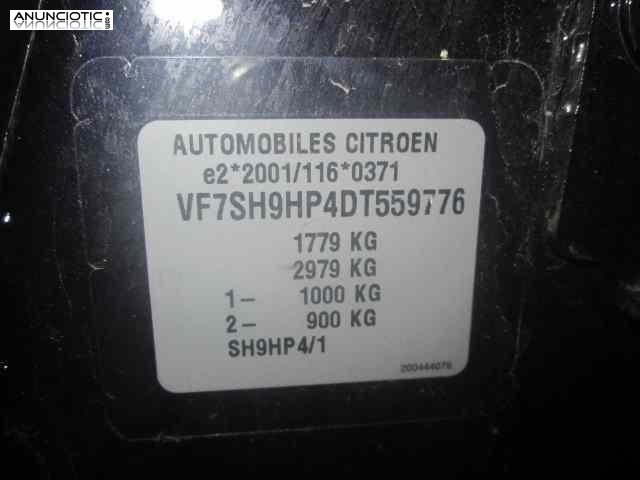 ANUNCIOTIC.com
AUTOMOBILES CITROEN
e2*2001/116*0371
VF7SH9HP4DT559776
1779 KG
2979 KG
1– 1000 KG
2– 900 KG
SH9HP4/1
200444076